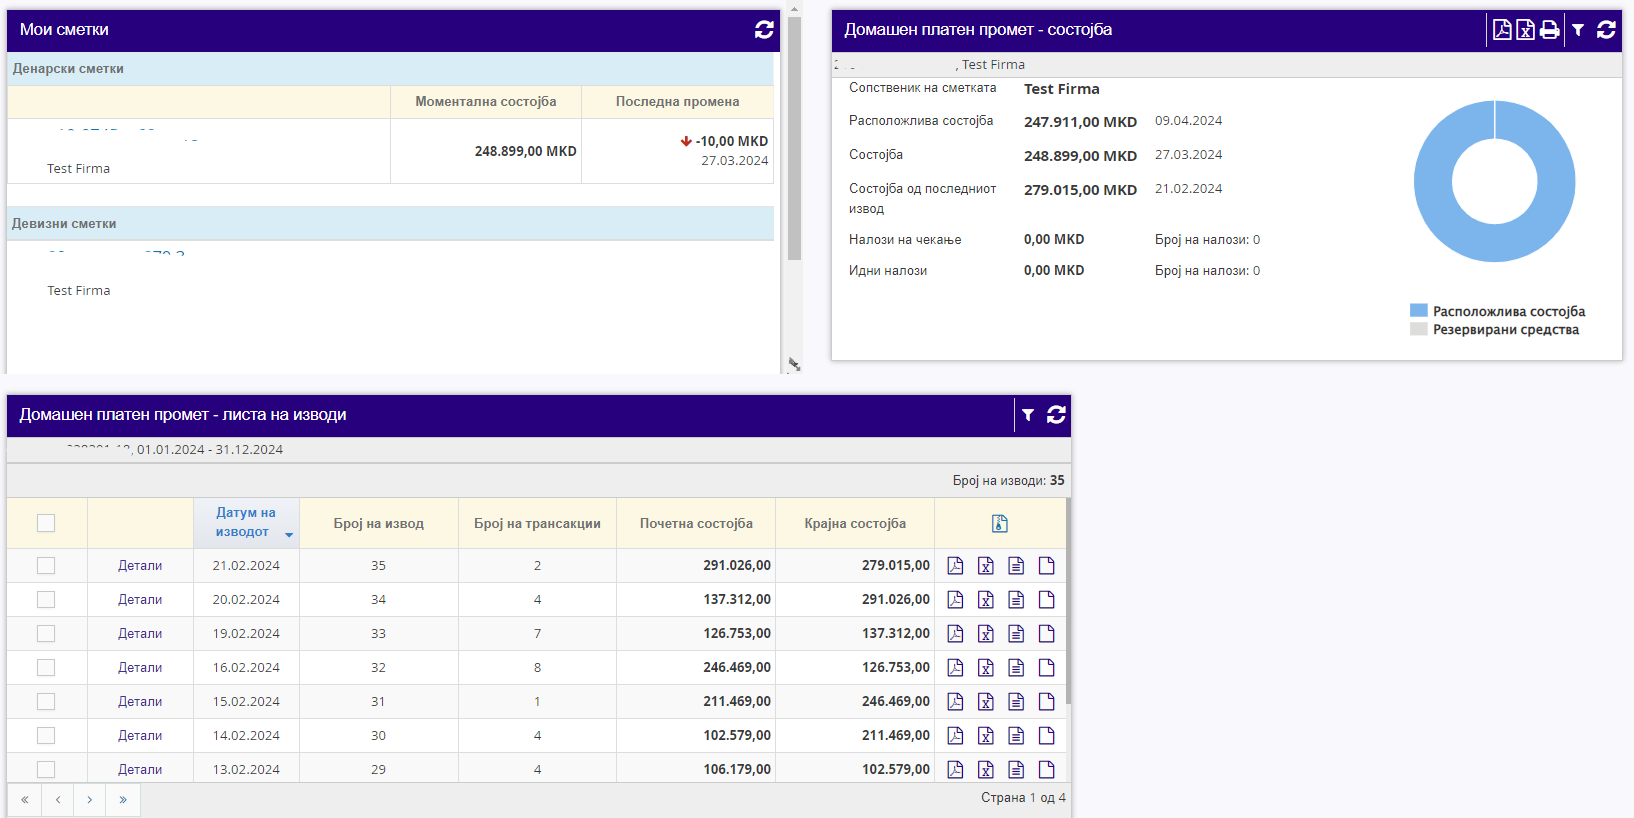 Мои сметки
Денарски сметки
Моментална состојба Последна промена
Test Firma
248.899,00 MKD
-10,00 MKD
27.03.2024
Девизни сметки
Test Firma
Домашен платен промет - состојба
, Test Firma
Сопственик на сметката Test Firma
Расположлива состојба 247.911,00 MKD 09.04.2024
Состојба 248.899,00 MKD 27.03.2024
Состојба од последниот извод 279.015,00 MKD 21.02.2024
Налози на чекање 0,00 MKD Број на налози: 0
Идни налози 0,00 MKD Број на налози: 0
Расположлива состојба
Резервирани средства
Домашен платен промет - листа на изводи
, 01.01.2024 - 31.12.2024
Број на изводи: 35
Датум на изводот Број на извод Број на трансакции Почетна состојба Крајна состојба
Детали 21.02.2024 35 2 291.026,00 279.015,00
Детали 20.02.2024 34 4 137.312,00 291.026,00
Детали 19.02.2024 33 7 126.753,00 137.312,00
Детали 16.02.2024 32 8 246.469,00 126.753,00
Детали 15.02.2024 31 1 211.469,00 246.469,00
Детали 14.02.2024 30 4 102.579,00 211.469,00
Детали 13.02.2024 29 4 106.179,00 102.579,00
« ‹ › » Страна 1 од 4